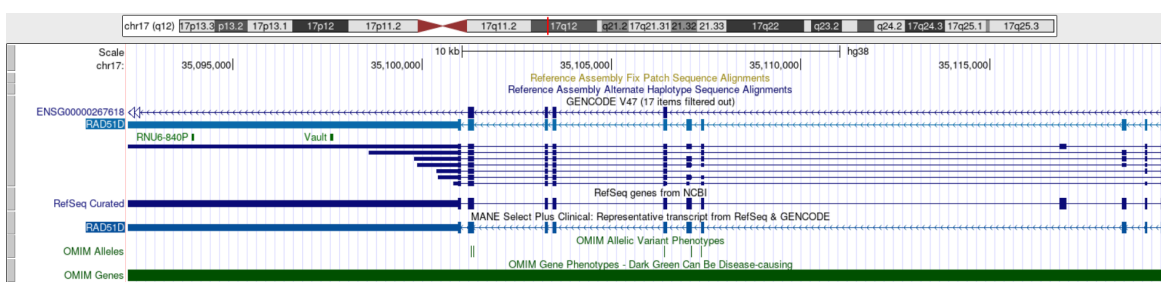 chr17 (q12) 17p13.3 p13.2 17p13.1 17p12 17p11.2 17q11.2 17q12 q21.2 17q21.31 21.32 21.33 17q22 q23.2 q24.2 17q24.3 17q25.1 17q25.3
Scale 10 kb hg38
chr17: 35,095,000 35,100,000 35,105,000 35,110,000 35,115,000
Reference Assembly Fix Patch Sequence Alignments
Reference Assembly Alternate Haplotype Sequence Alignments
GENCODE V47 (17 items filtered out)
ENSG00000267618
RAD51D
RNU6-840P Vault
RefSeq genes from NCBI
RefSeq Curated
MANE Select Plus Clinical: Representative transcript from RefSeq & GENCODE
RAD51D
OMIM Allelic Variant Phenotypes
OMIM Alleles
OMIM Gene Phenotypes - Dark Green Can Be Disease-causing
OMIM Genes